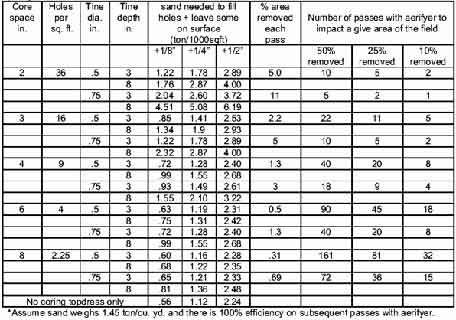 Core space in. Holes per sq. ft. Tine dia. in. Tine depth in. sand needed to fill holes + leave some on surface (ton/1000sqft) % area removed each pass Number of passes with aerifyer to impact a give area of the field
+1/8" +1/4" +1/2" 50% removed 25% removed 10% removed
2 36 .5 3 1.22 1.78 2.89 5.0 10 5 2
8 1.76 2.87 4.00
.75 3 2.04 2.60 3.72 11 5 2 1
8 4.51 5.08 6.19
3 16 .5 3 .85 1.41 2.53 2.2 22 11 5
8 1.34 1.9 2.93
.75 3 1.22 1.78 2.89 5 10 5 2
8 2.32 2.87 4.00
4 9 .5 3 .72 1.28 2.40 1.3 40 20 8
8 .99 1.55 2.68
.75 3 .93 1.49 2.61 3 18 9 4
8 1.55 2.10 3.22
6 4 .5 3 .63 1.19 2.31 0.5 90 45 18
8 .75 1.31 2.42
.75 3 .72 1.28 2.40 1.3 40 20 8
8 .99 1.55 2.68
8 2.25 .5 3 .60 1.16 2.28 .31 161 81 32
8 .68 1.22 2.35
.75 3 .65 1.21 2.33 .69 72 36 15
8 .81 1.36 2.48
No coring topdress only .56 1.12 2.24
*Assume sand weighs 1.45 ton/cu. yd. and there is 100% efficiency on subsequent passes with aerifyer.